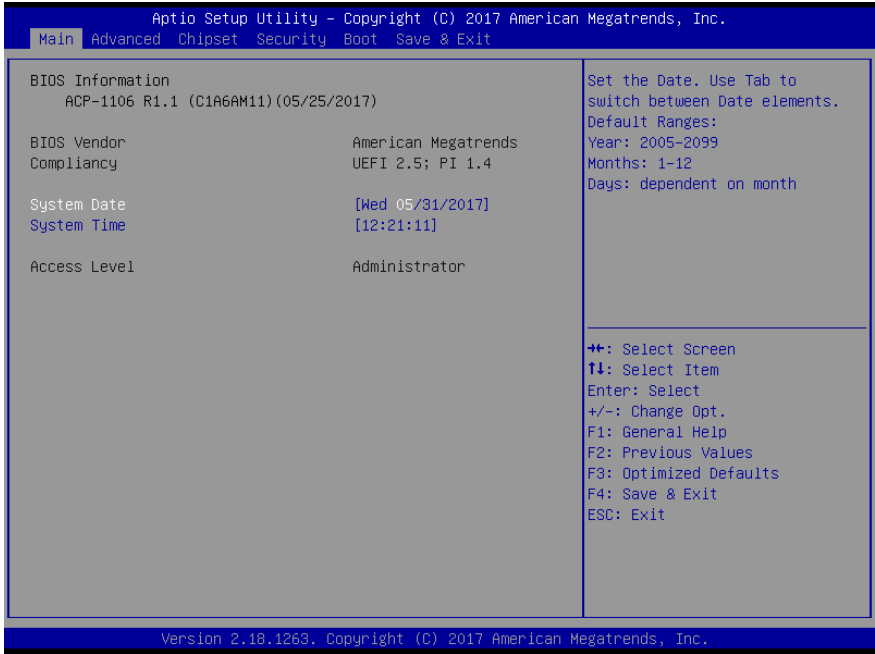 Aptio Setup Utility – Copyright (C) 2017 American Megatrends, Inc.
Main Advanced Chipset Security Boot Save & Exit
BIOS Information
ACP-1106 R1.1 (C1A6AM11)(05/25/2017)
BIOS Vendor American Megatrends
Compliancy UEFI 2.5; PI 1.4
System Date [Wed 05/31/2017]
System Time [12:21:11]
Access Level Administrator
Set the Date. Use Tab to
switch between Date elements.
Default Ranges:
Year: 2005-2099
Months: 1-12
Days: dependent on month
→←: Select Screen
↑↓: Select Item
Enter: Select
+/-: Change Opt.
F1: General Help
F2: Previous Values
F3: Optimized Defaults
F4: Save & Exit
ESC: Exit
Version 2.18.1263. Copyright (C) 2017 American Megatrends, Inc.